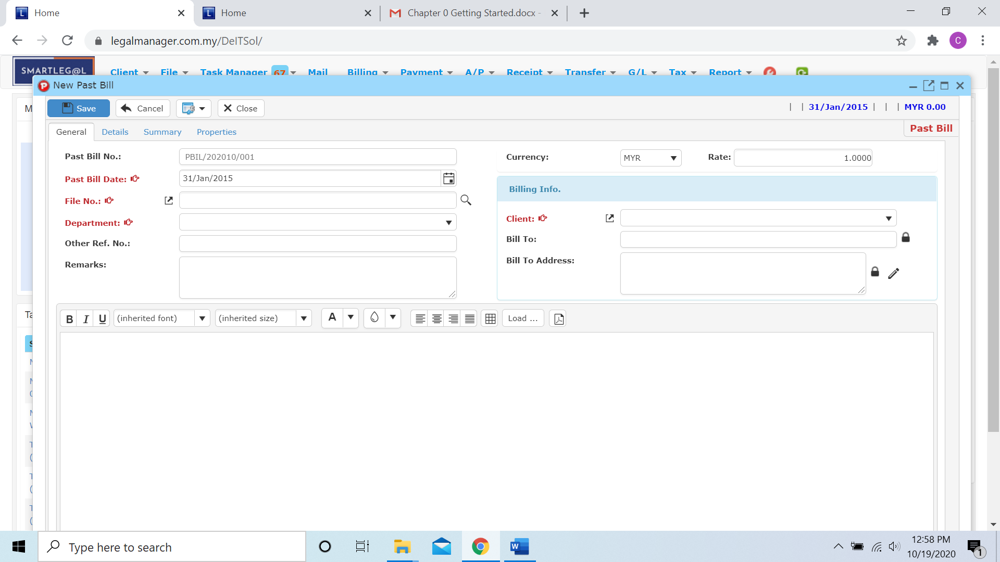 Home
Home
Chapter 0 Getting Started.docx -
legalmanager.com.my/DeITSol/
C
SMARTLEG@L
Client File Task Manager 67 Mail Billing Payment A/P Receipt Transfer G/L Tax Report
New Past Bill
Save Cancel Close
| | 31/Jan/2015 | | | MYR 0.00
General Details Summary Properties
Past Bill
Past Bill No.: PBIL/202010/001
Currency: MYR Rate: 1.0000
Past Bill Date: 31/Jan/2015
Billing Info.
File No.:
Client:
Department:
Bill To:
Other Ref. No.:
Bill To Address:
Remarks:
B I U (inherited font) (inherited size) A Load ...
Type here to search
12:58 PM
10/19/2020
1